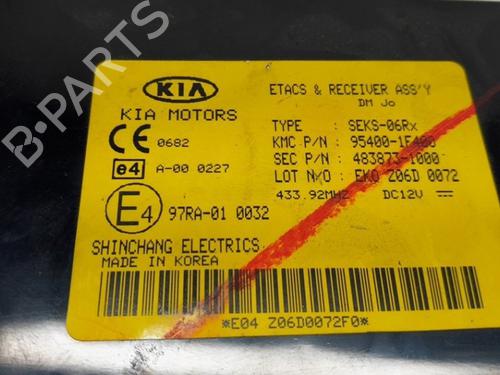 B-PARTS
KIA
KIA MOTORS
ETACS & RECEIVER ASS'Y
DM Jo
CE 0682
TYPE : SEKS-06Rx
KMC P/N : 95400-1F400
e4 A-00 0227
SEC P/N : 483873-1000
LOT N/O : EKO Z06D 0072
433.92MHZ DC12V
E4 97RA-01 0032
SHINCHANG ELECTRICS
MADE IN KOREA
*E04 Z06D0072F0*